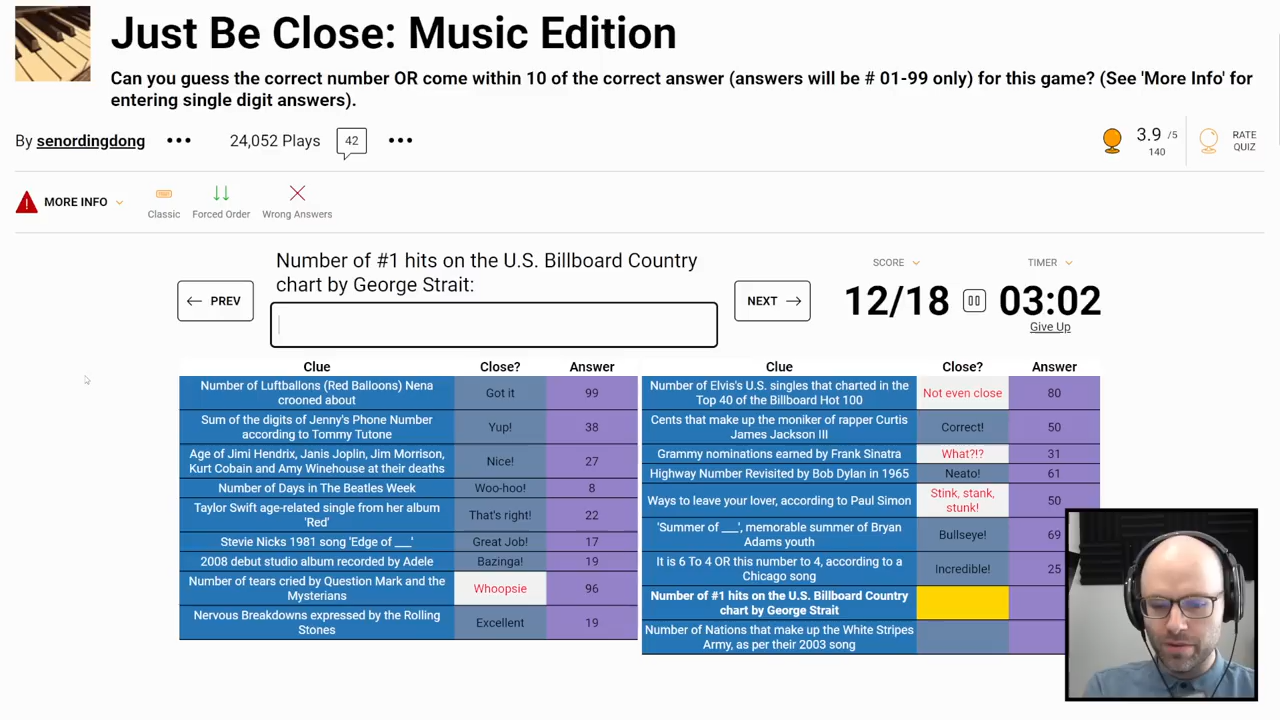 Just Be Close: Music Edition
Can you guess the correct number OR come within 10 of the correct answer (answers will be # 01-99 only) for this game? (See 'More Info' for
entering single digit answers).
By senordingdong ••• 24,052 Plays 42 •••
3.9 /5
140
RATE
QUIZ
! MORE INFO
Classic
Forced Order
Wrong Answers
Number of #1 hits on the U.S. Billboard Country
chart by George Strait:
← PREV
NEXT →
SCORE
12/18
TIMER
03:02
Give Up
Clue Close? Answer
Number of Luftballons (Red Balloons) Nena
crooned about
Got it
99
Sum of the digits of Jenny's Phone Number
according to Tommy Tutone
Yup!
38
Age of Jimi Hendrix, Janis Joplin, Jim Morrison,
Kurt Cobain and Amy Winehouse at their deaths
Nice!
27
Number of Days in The Beatles Week
Woo-hoo!
8
Taylor Swift age-related single from her album
'Red'
That's right!
22
Stevie Nicks 1981 song 'Edge of ___'
Great Job!
17
2008 debut studio album recorded by Adele
Bazinga!
19
Number of tears cried by Question Mark and the
Mysterians
Whoopsie
96
Nervous Breakdowns expressed by the Rolling
Stones
Excellent
19
Clue Close? Answer
Number of Elvis's U.S. singles that charted in the
Top 40 of the Billboard Hot 100
Not even close
80
Cents that make up the moniker of rapper Curtis
James Jackson III
Correct!
50
Grammy nominations earned by Frank Sinatra
What?!?
31
Highway Number Revisited by Bob Dylan in 1965
Neato!
61
Ways to leave your lover, according to Paul Simon
Stink, stank,
stunk!
50
'Summer of ___', memorable summer of Bryan
Adams youth
Bullseye!
69
It is 6 To 4 OR this number to 4, according to a
Chicago song
Incredible!
25
Number of #1 hits on the U.S. Billboard Country
chart by George Strait
Number of Nations that make up the White Stripes
Army, as per their 2003 song